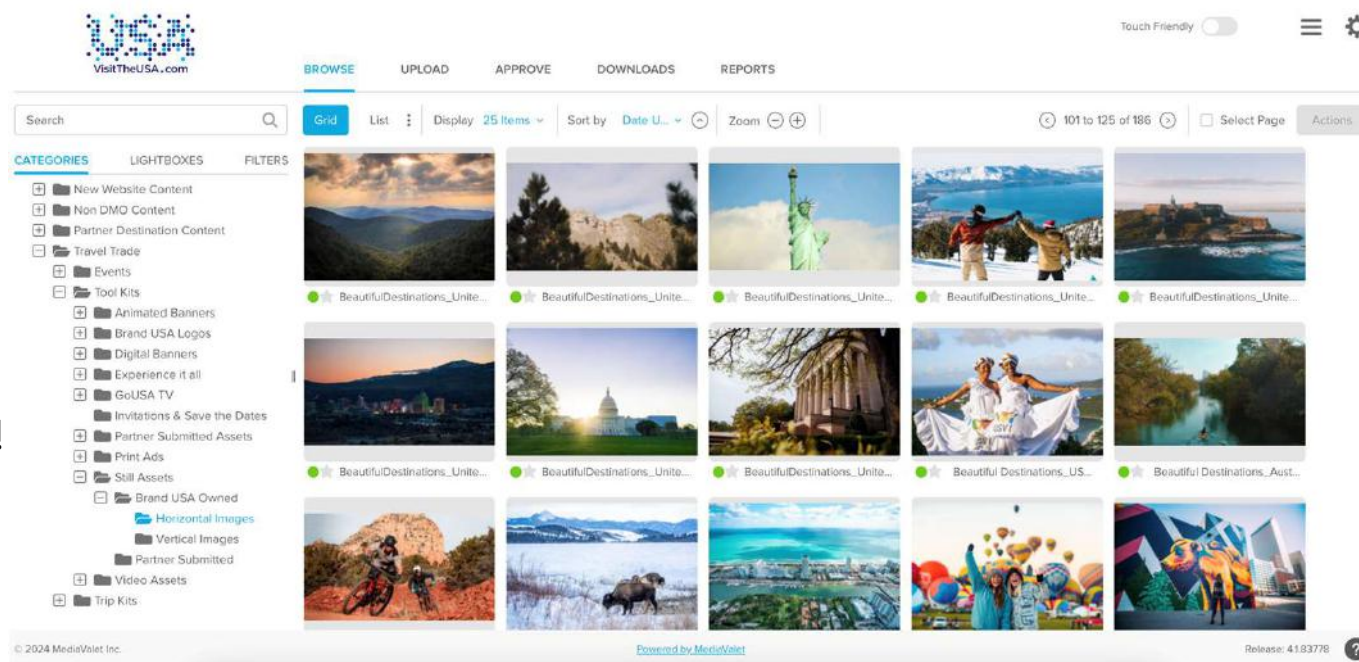 USA
VisitTheUSA.com
Touch Friendly
BROWSE UPLOAD APPROVE DOWNLOADS REPORTS
Search
Grid List Display 25 Items Sort by Date U... Zoom 101 to 125 of 186 Select Page Actions
CATEGORIES LIGHTBOXES FILTERS
New Website Content
Non DMO Content
Partner Destination Content
Travel Trade
Events
Tool Kits
Animated Banners
Brand USA Logos
Digital Banners
Experience it all
GoUSA TV
Invitations & Save the Dates
Partner Submitted Assets
Print Ads
Still Assets
Brand USA Owned
Horizontal Images
Vertical Images
Partner Submitted
Video Assets
Trip Kits
BeautifulDestinations_Unite... BeautifulDestinations_Unite... BeautifulDestinations_Unite... BeautifulDestinations_Unite... BeautifulDestinations_Unite...
USVI
BeautifulDestinations_Unite... BeautifulDestinations_Unite... BeautifulDestinations_Unite... Beautiful Destinations_US... Beautiful Destinations_Aust...
© 2024 MediaValet Inc. Powered by MediaValet Release: 4.1.83778 ?